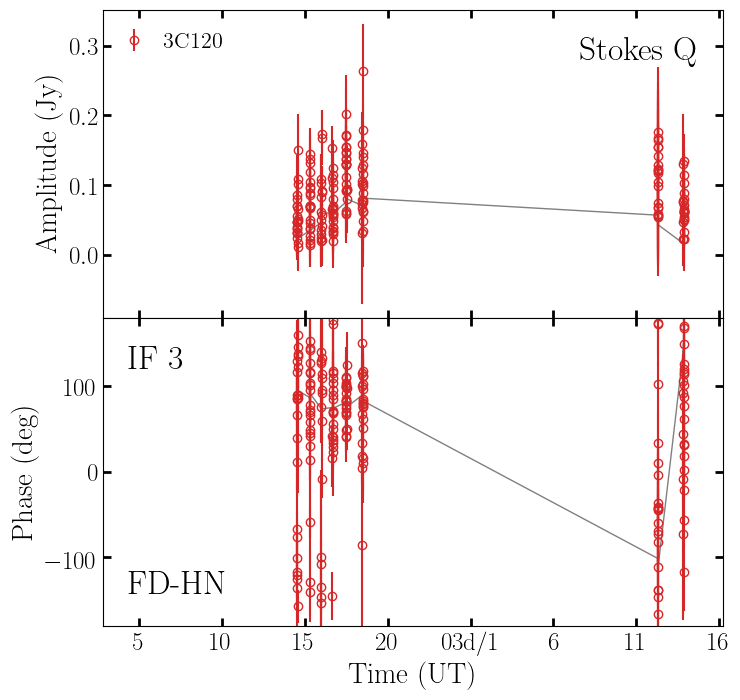 3C120
Stokes Q
0.3
0.2
0.1
0.0
Amplitude (Jy)
IF 3
100
0
−100
Phase (deg)
FD-HN
5 10 15 20 03d/1 6 11 16
Time (UT)